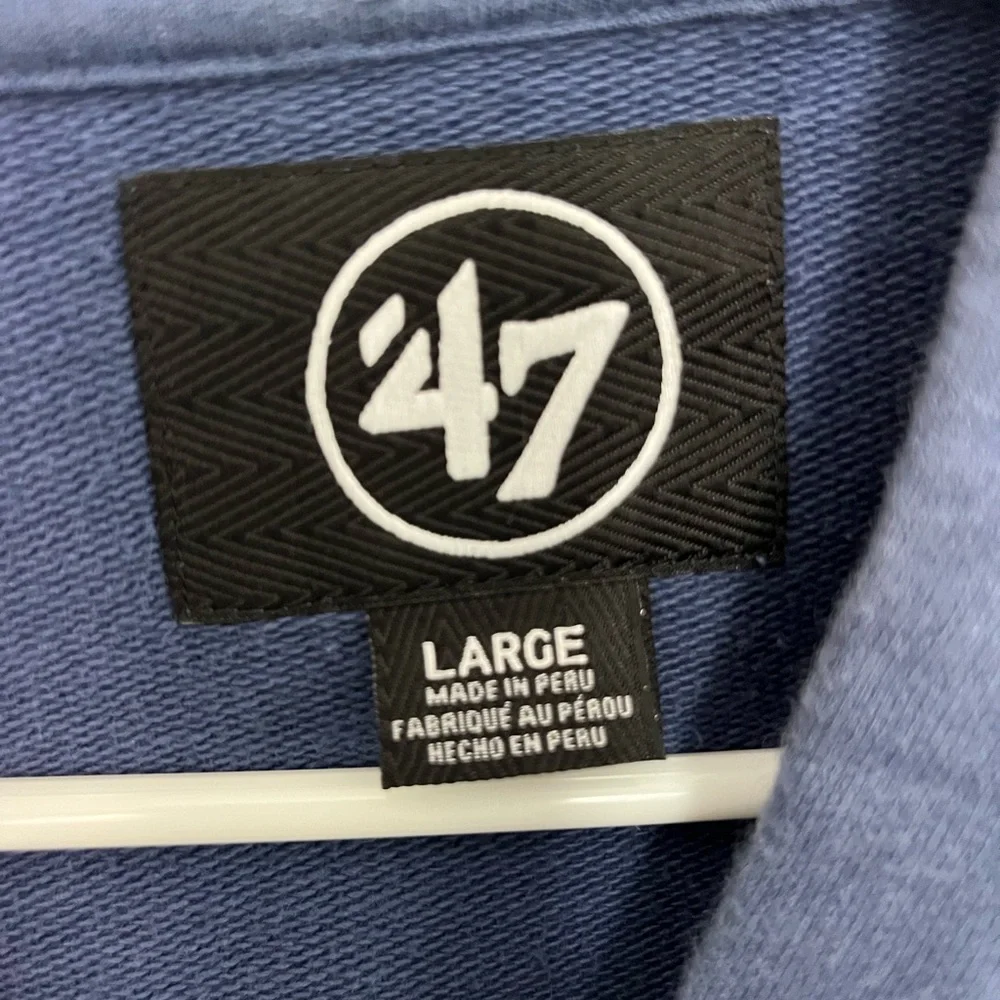 '47
LARGE
MADE IN PERU
FABRIQUÉ AU PÉROU
HECHO EN PERU